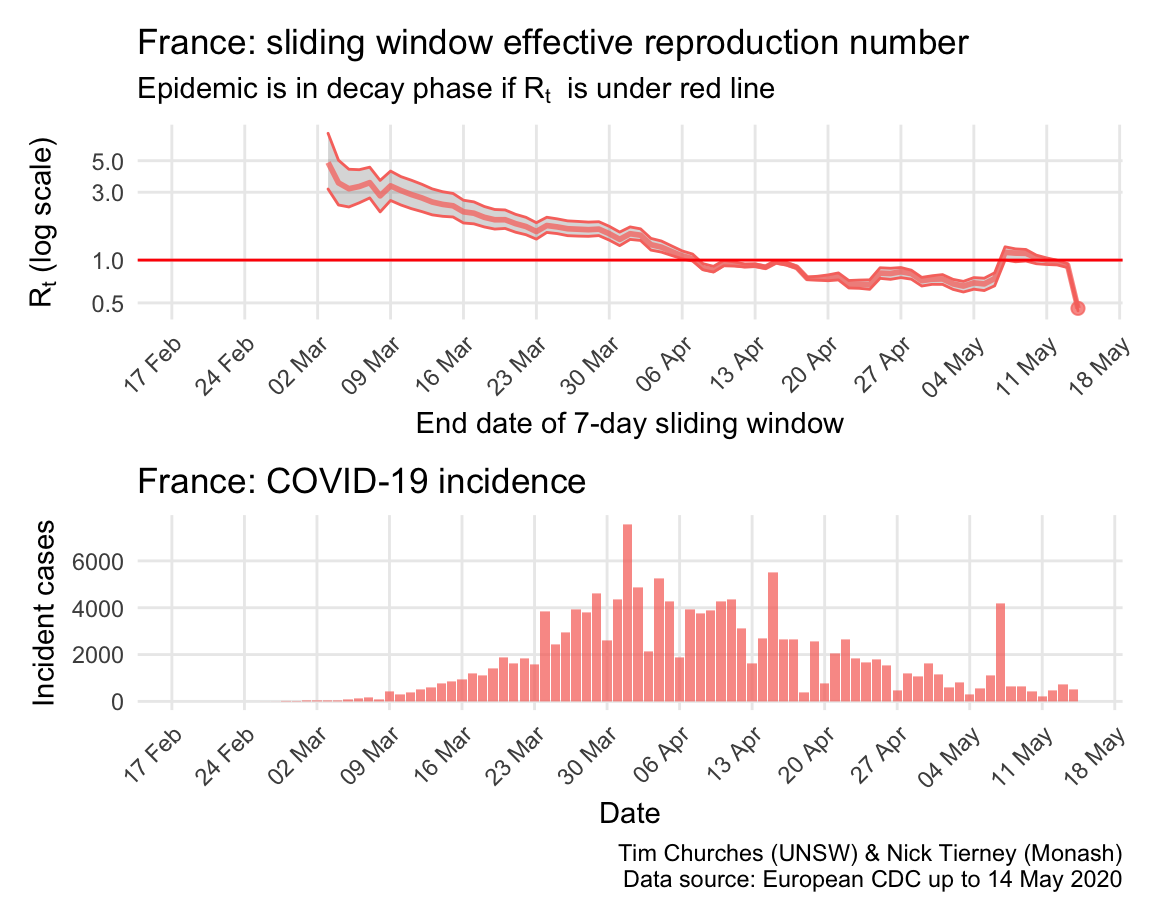 France: sliding window effective reproduction number
Epidemic is in decay phase if Rt is under red line
Rt (log scale)
5.0
3.0
1.0
0.5
17 Feb
24 Feb
02 Mar
09 Mar
16 Mar
23 Mar
30 Mar
06 Apr
13 Apr
20 Apr
27 Apr
04 May
11 May
18 May
End date of 7-day sliding window
France: COVID-19 incidence
Incident cases
6000
4000
2000
0
17 Feb
24 Feb
02 Mar
09 Mar
16 Mar
23 Mar
30 Mar
06 Apr
13 Apr
20 Apr
27 Apr
04 May
11 May
18 May
Date
Tim Churches (UNSW) & Nick Tierney (Monash)
Data source: European CDC up to 14 May 2020